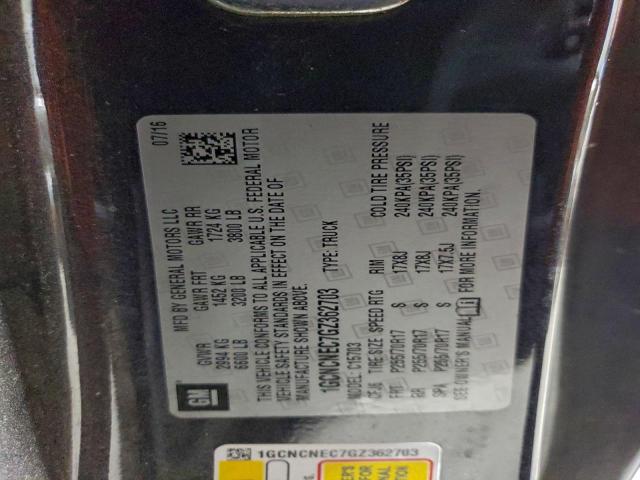 GM
MFD BY GENERAL MOTORS LLC
07/16
GVWR GAWR FRT GAWR RR
2994 KG 1452 KG 1724 KG
6600 LB 3200 LB 3800 LB
THIS VEHICLE CONFORMS TO ALL APPLICABLE U.S. FEDERAL MOTOR
VEHICLE SAFETY STANDARDS IN EFFECT ON THE DATE OF
MANUFACTURE SHOWN ABOVE.
1GCNCNEC7GZ362703 TYPE: TRUCK
MODEL: C15703
TIRE SIZE SPEED RTG RIM COLD TIRE PRESSURE
FRT P255/70R17 S 17X8J 240KPA(35PSI)
RR P255/70R17 S 17X8J 240KPA(35PSI)
SPA P265/70R17 S 17X7.5J 240KPA(35PSI)
SEE OWNER'S MANUAL FOR MORE INFORMATION.
1GCNCNEC7GZ362703